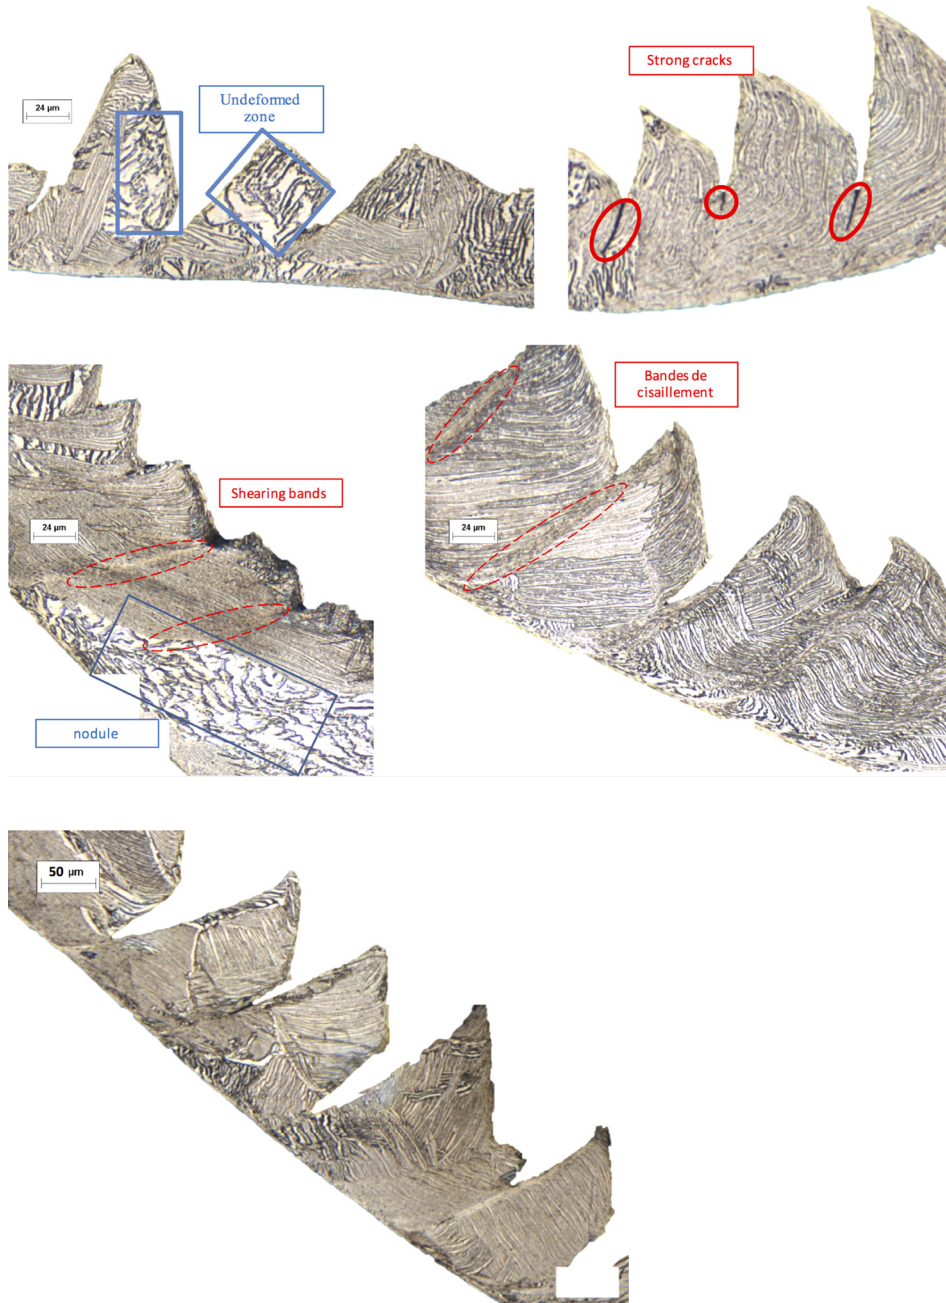 24 µm
Undeformed
zone
Strong cracks
Shearing bands
24 µm
nodule
Bandes de
cisaillement
24 µm
50 µm